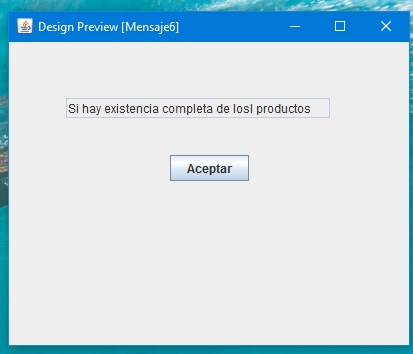 Design Preview [Mensaje6]
Si hay existencia completa de losl productos
Aceptar